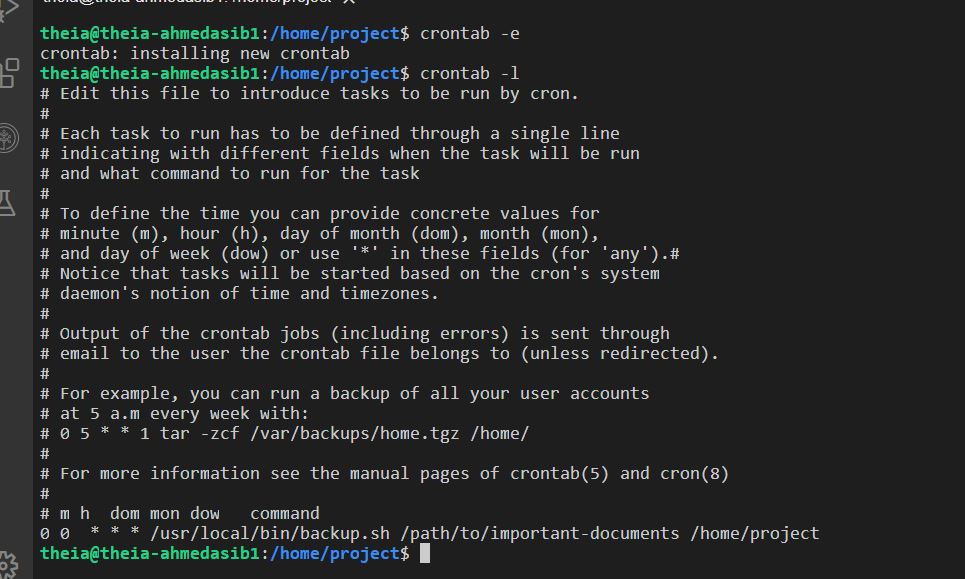 theia@theia-ahmedasib1:/home/project$ crontab -e
crontab: installing new crontab
theia@theia-ahmedasib1:/home/project$ crontab -l
# Edit this file to introduce tasks to be run by cron.
#
# Each task to run has to be defined through a single line
# indicating with different fields when the task will be run
# and what command to run for the task
#
# To define the time you can provide concrete values for
# minute (m), hour (h), day of month (dom), month (mon),
# and day of week (dow) or use '*' in these fields (for 'any').#
# Notice that tasks will be started based on the cron's system
# daemon's notion of time and timezones.
#
# Output of the crontab jobs (including errors) is sent through
# email to the user the crontab file belongs to (unless redirected).
#
# For example, you can run a backup of all your user accounts
# at 5 a.m every week with:
# 0 5 * * 1 tar -zcf /var/backups/home.tgz /home/
#
# For more information see the manual pages of crontab(5) and cron(8)
#
# m h  dom mon dow   command
0 0  * * * /usr/local/bin/backup.sh /path/to/important-documents /home/project
theia@theia-ahmedasib1:/home/project$